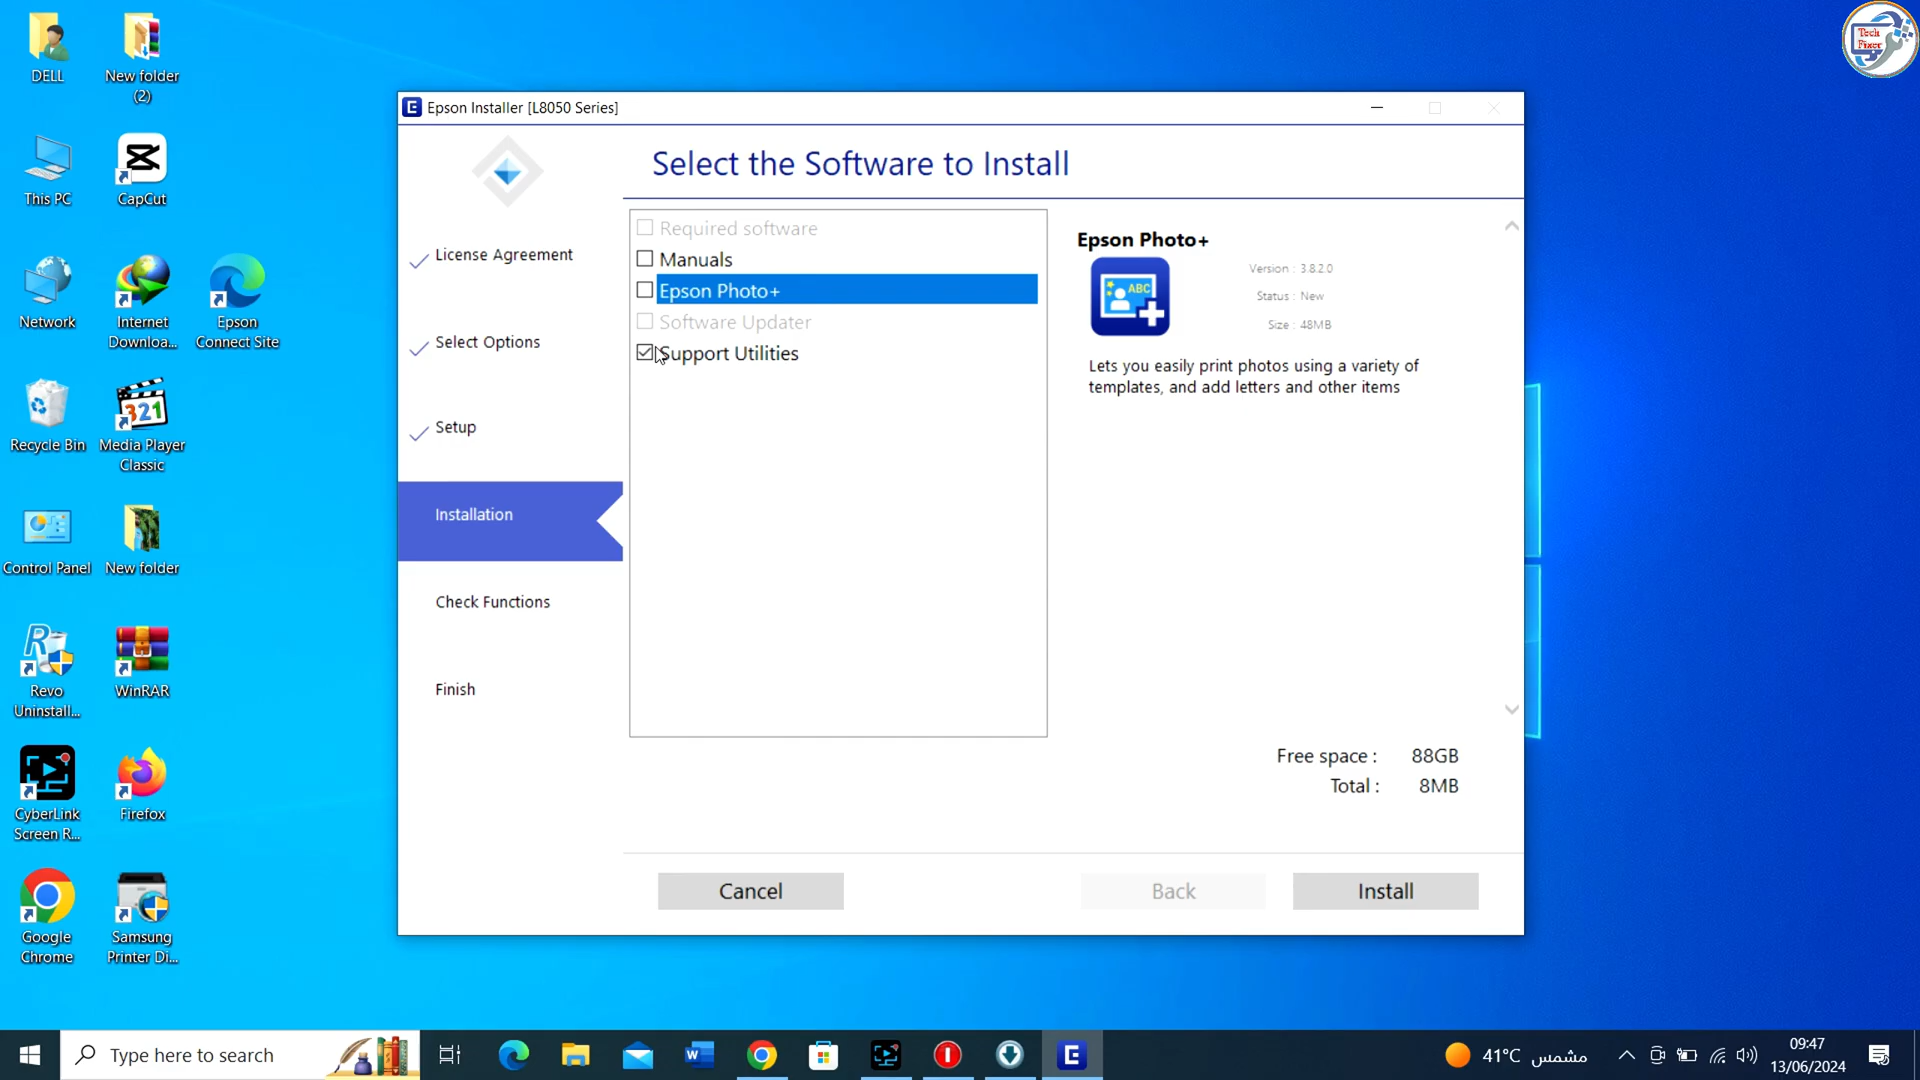 DELL
New folder
(2)
This PC
CapCut
Network
Internet
Downloa...
Epson
Connect Site
Recycle Bin
321
Media Player
Classic
Control Panel
New folder
Revo
Uninstall...
WinRAR
CyberLink
Screen R...
Firefox
Google
Chrome
Samsung
Printer Di...
Tech
Fixer
E
Epson Installer [L8050 Series]
Select the Software to Install
License Agreement
Select Options
Setup
Installation
Check Functions
Finish
Required software
Manuals
Epson Photo+
Software Updater
Support Utilities
Epson Photo+
ABC
Version : 3.8.2.0
Status : New
Size : 48MB
Lets you easily print photos using a variety of
templates, and add letters and other items
Free space : 88GB
Total : 8MB
Cancel
Back
Install
Type here to search
E
41°C مشمس
09:47
13/06/2024